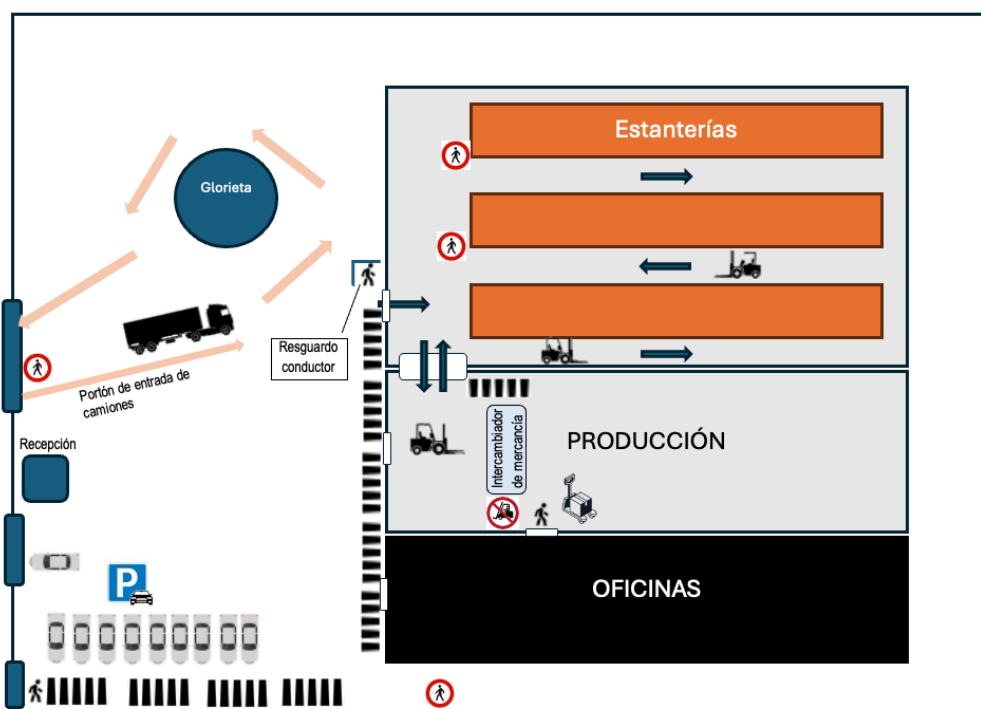 Estanterías
Glorieta
Resguardo
conductor
Portón de entrada de
camiones
Recepción
Intercambiador
de mercancía
PRODUCCIÓN
P
OFICINAS